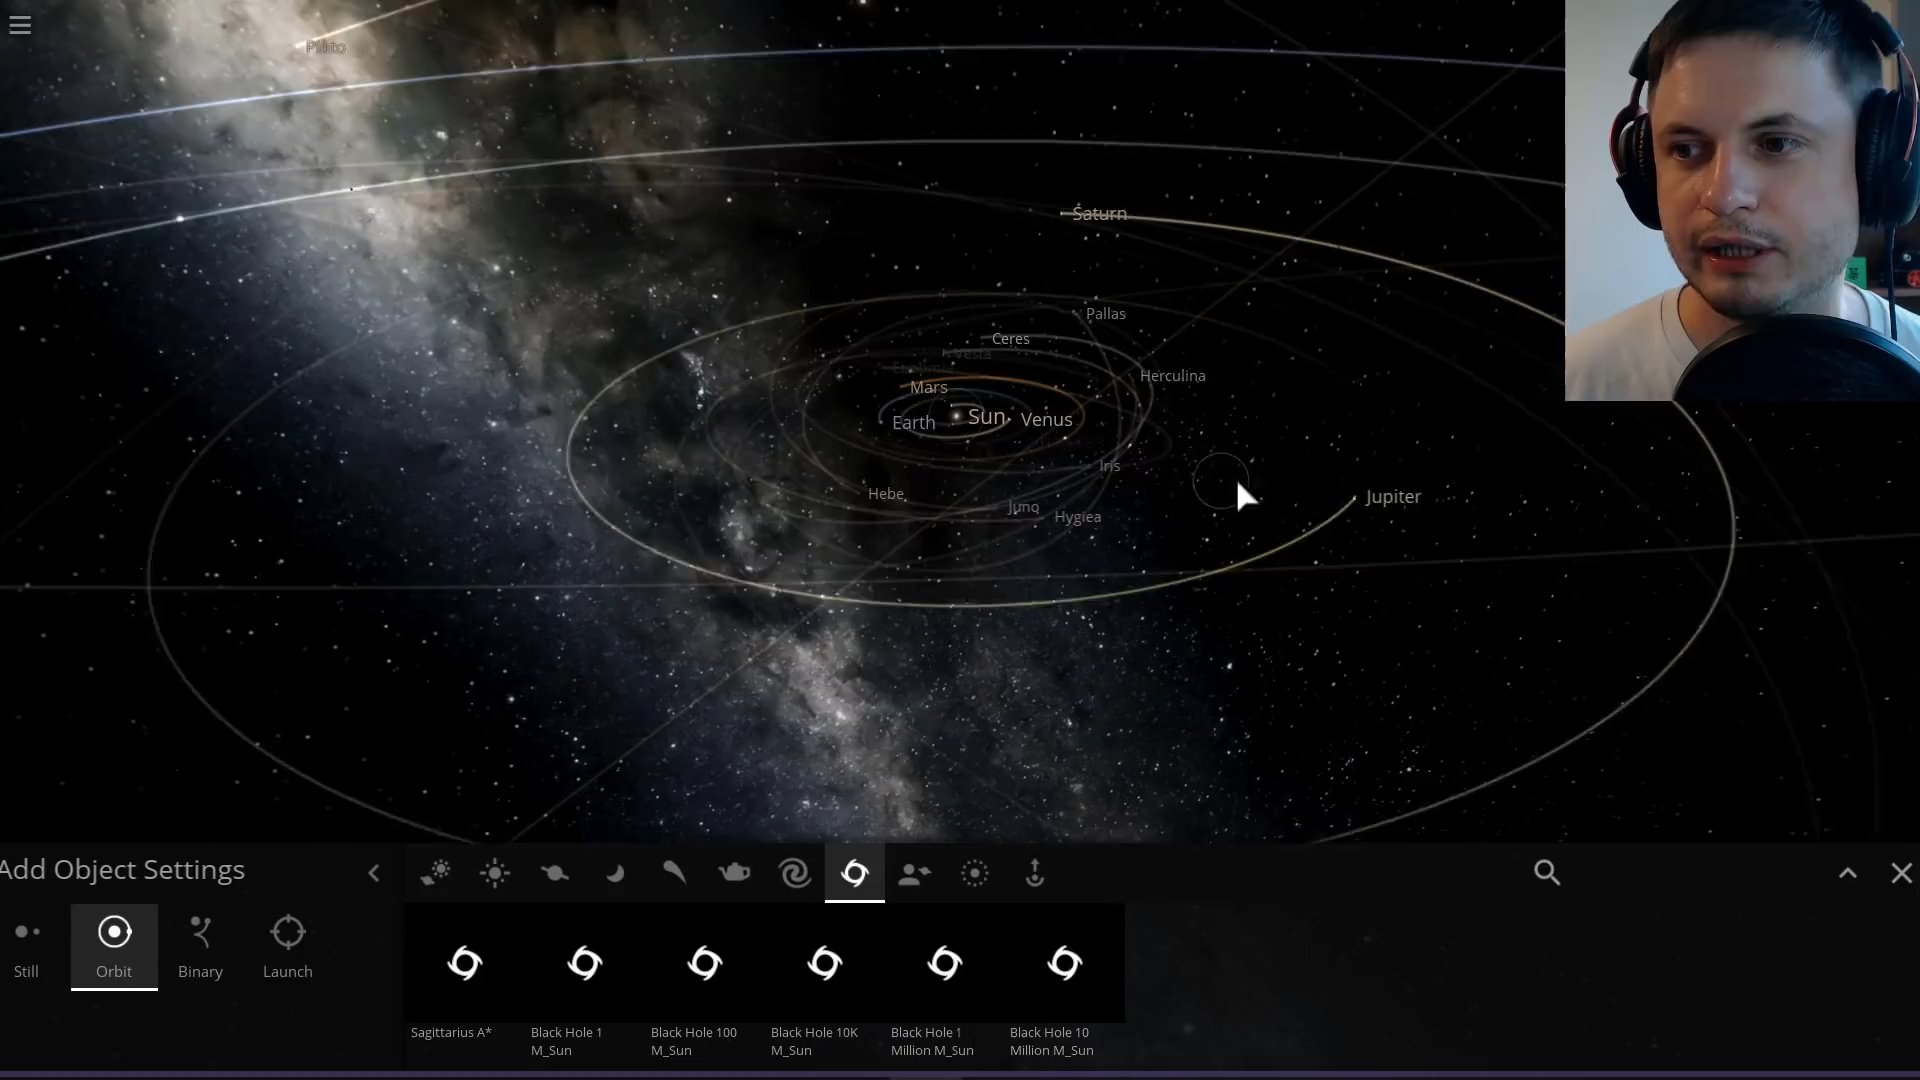 Pluto
Saturn
Pallas
Ceres
Vesta
Herculina
Mars
Sun
Earth
Venus
Iris
Hebe
Juno
Hygiea
Jupiter
Add Object Settings
Still
Orbit
Binary
Launch
Sagittarius A*
Black Hole 1
M_Sun
Black Hole 100
M_Sun
Black Hole 10K
M_Sun
Black Hole 1
Million M_Sun
Black Hole 10
Million M_Sun